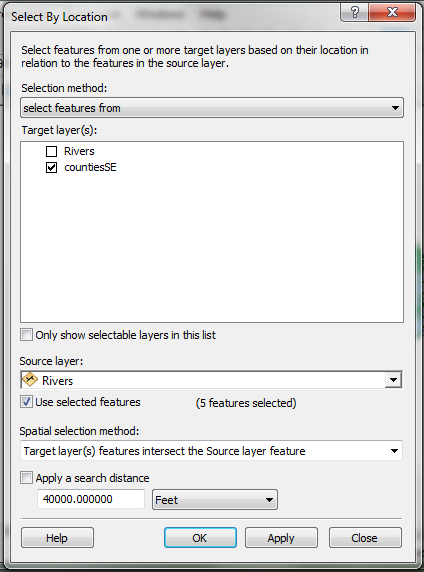 Select By Location
Select features from one or more target layers based on their location in
relation to the features in the source layer.
Selection method:
select features from
Target layer(s):
Rivers
countiesSE
Only show selectable layers in this list
Source layer:
Rivers
Use selected features (5 features selected)
Spatial selection method:
Target layer(s) features intersect the Source layer feature
Apply a search distance
40000.000000 Feet
Help OK Apply Close